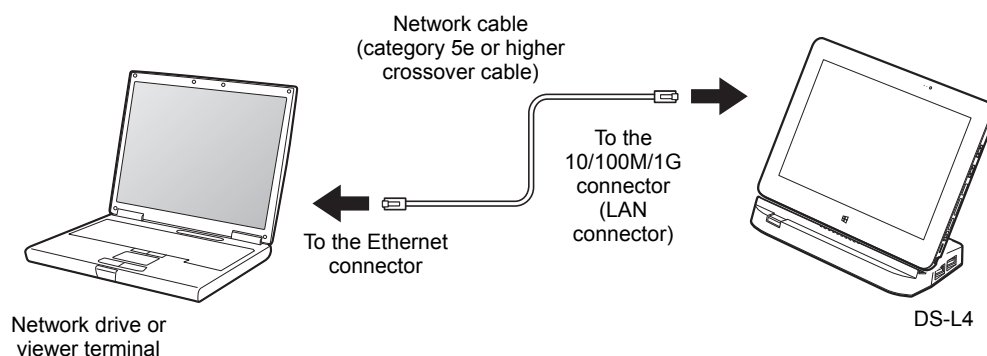 Network cable
(category 5e or higher
crossover cable)
To the
10/100M/1G
connector
(LAN
connector)
To the Ethernet
connector
Network drive or
viewer terminal
DS-L4